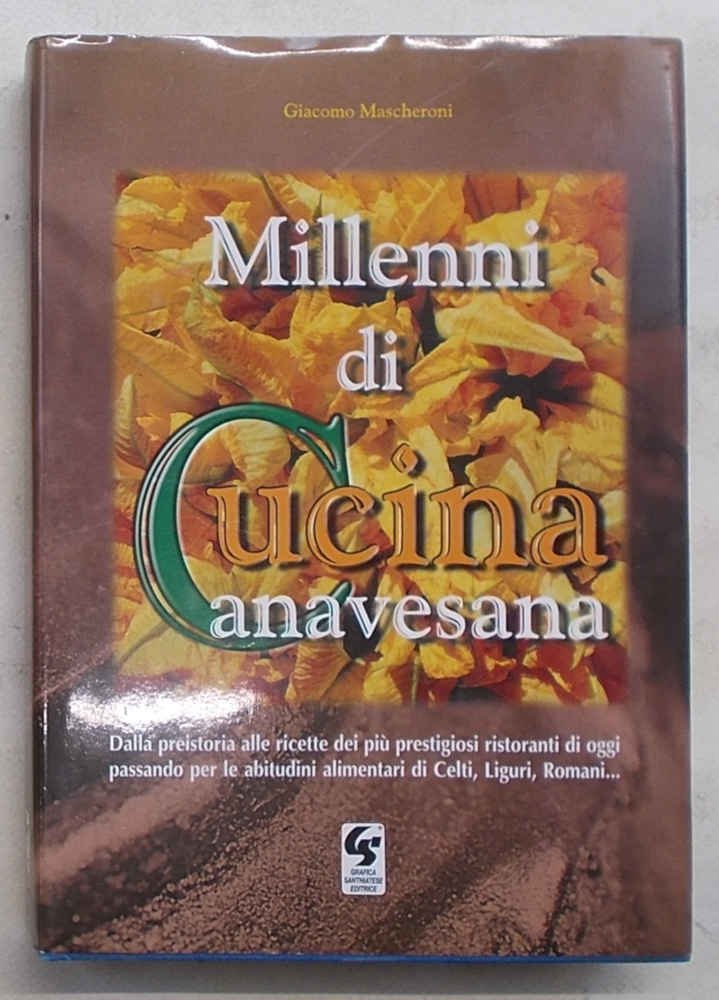 Giacomo Mascheroni
Millenni
di
Cucina
Canavesana
Dalla preistoria alle ricette dei più prestigiosi ristoranti di oggi
passando per le abitudini alimentari di Celti, Liguri, Romani...
GRAFICA
SANTHIATESE
EDITRICE